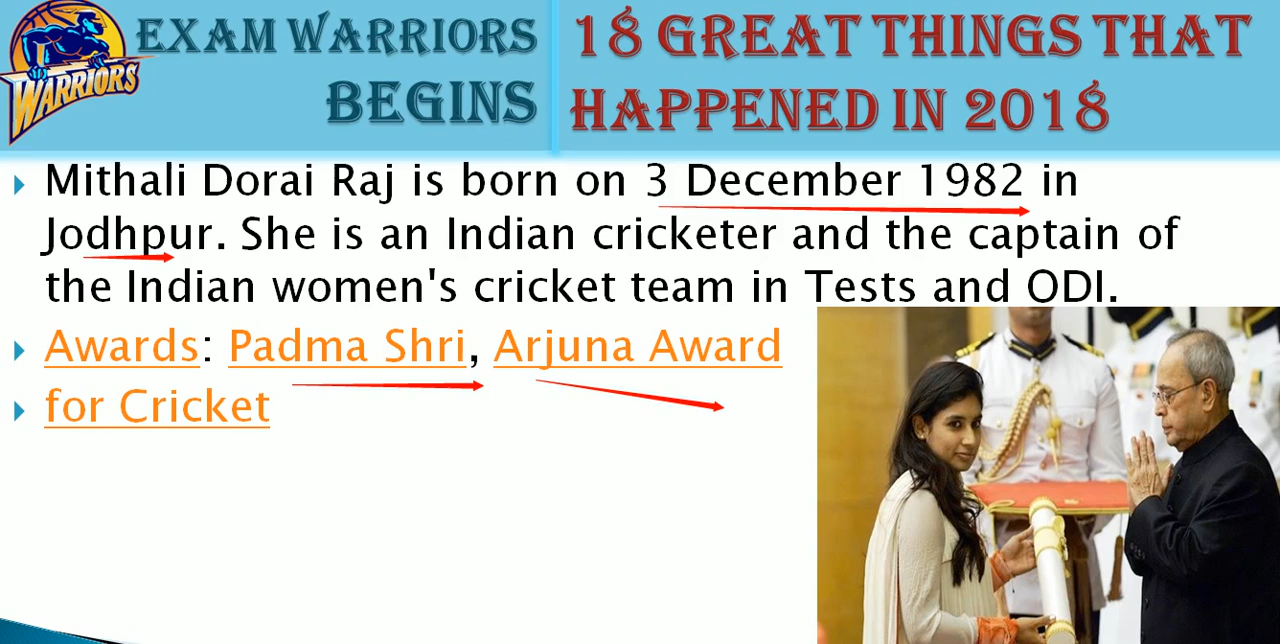 WARRIORS
EXAM WARRIORS
BEGINS
18 GREAT THINGS THAT
HAPPENED IN 2018
Mithali Dorai Raj is born on 3 December 1982 in
Jodhpur. She is an Indian cricketer and the captain of
the Indian women's cricket team in Tests and ODI.
Awards: Padma Shri, Arjuna Award
for Cricket